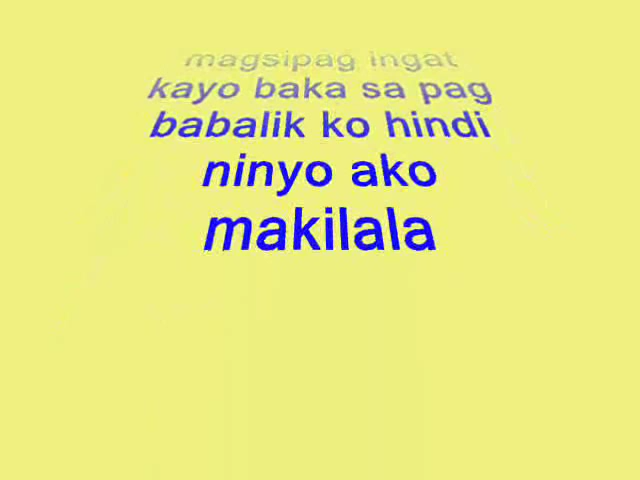 magsipag ingat
kayo baka sa pag
babalik ko hindi
ninyo ako
makilala